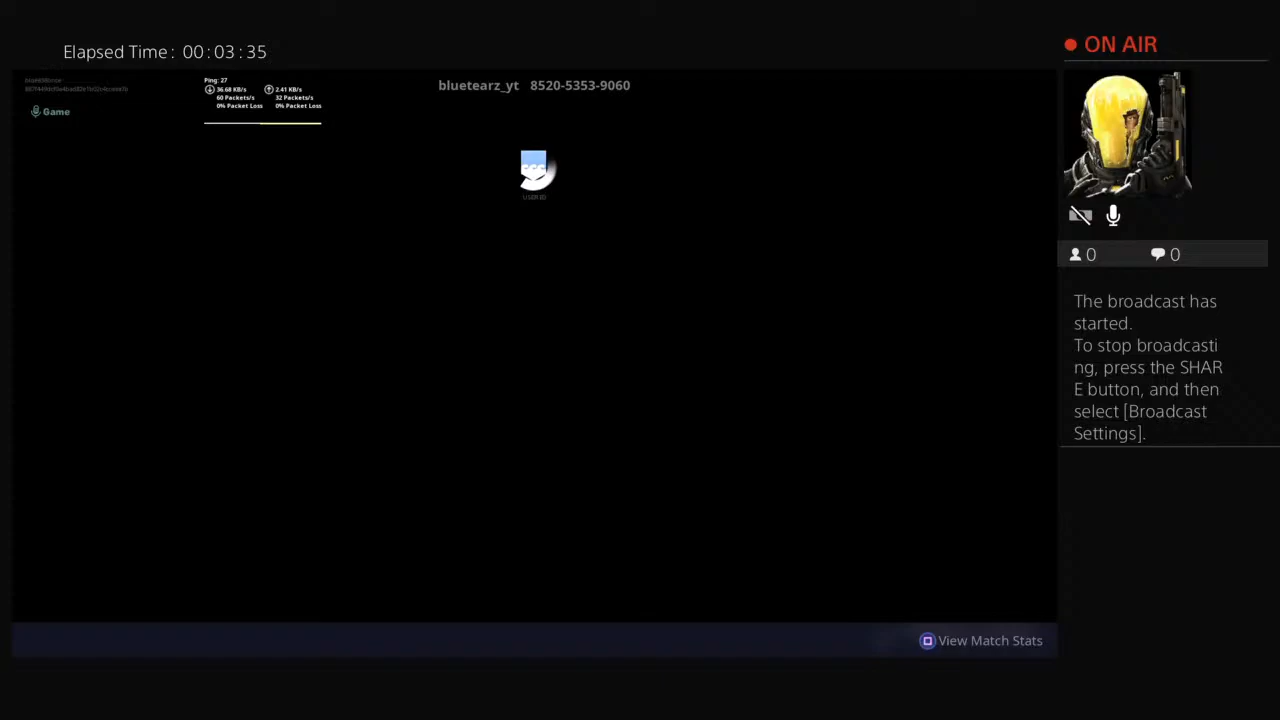 Elapsed Time: 00:03:35
ON AIR
Ping: 27
36.68 KB/s 2.41 KB/s
60 Packets/s 32 Packets/s
0% Packet Loss 0% Packet Loss
bluetearz_yt 8520-5353-9060
Game
USER ID
0 0
The broadcast has
started.
To stop broadcasti
ng, press the SHAR
E button, and then
select [Broadcast
Settings].
View Match Stats